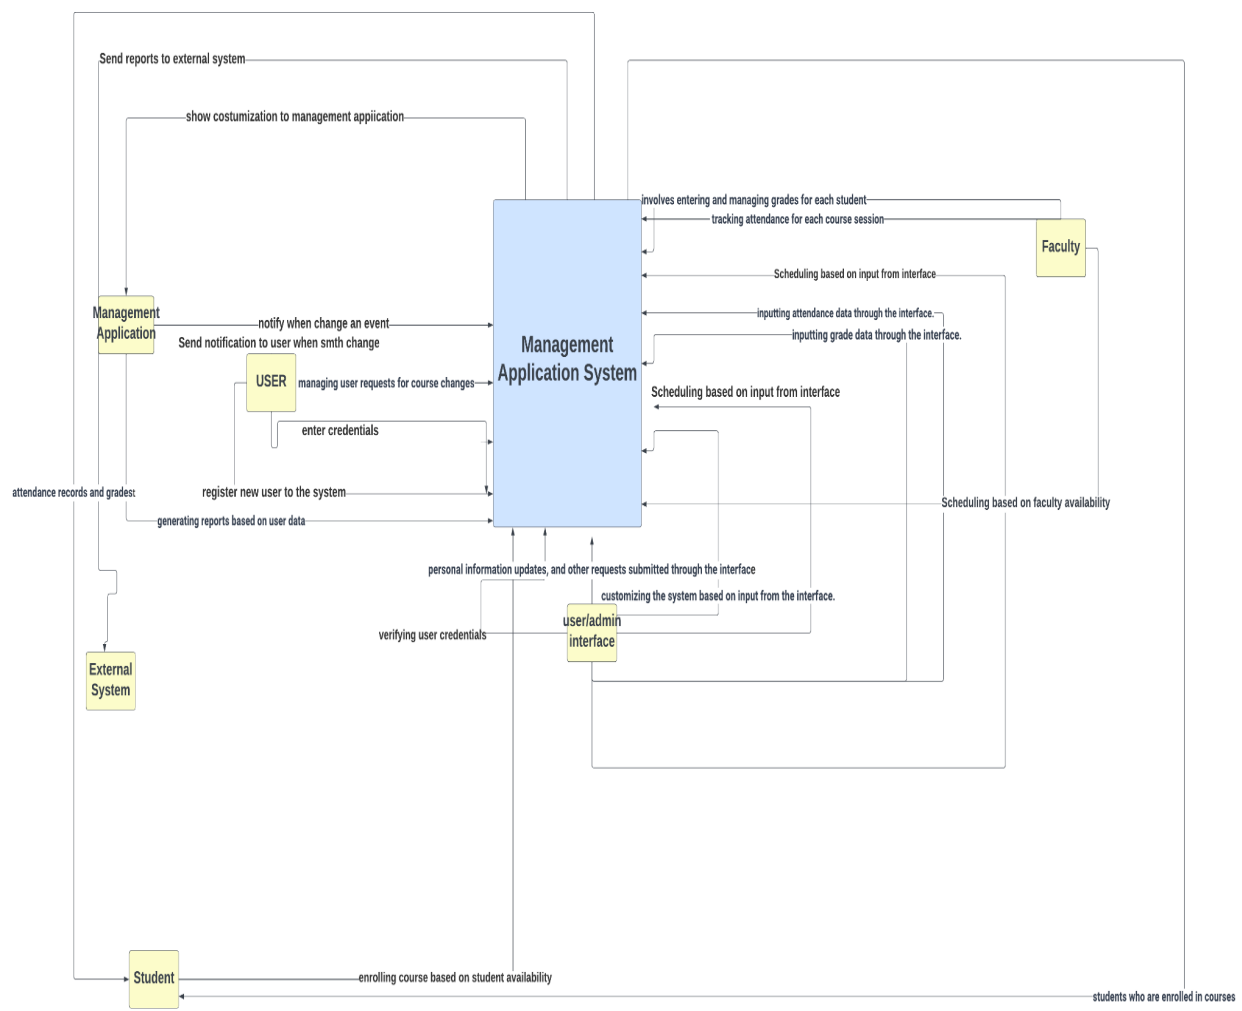 Send reports to external system
show costumization to management appiication
involves entering and managing grades for each student
tracking attendance for each course session
Faculty
Scheduling based on input from interface
Management
Application
notify when change an event
inputting attendance data through the interface.
inputting grade data through the interface.
Send notification to user when smth change
Management
Application System
USER
managing user requests for course changes
Scheduling based on input from interface
enter credentials
attendance records and gradest
register new user to the system
Scheduling based on faculty availability
generating reports based on user data
personal information updates, and other requests submitted through the interface
customizing the system based on input from the interface.
user/admin
interface
verifying user credentials
External
System
Student
enrolling course based on student availability
students who are enrolled in courses